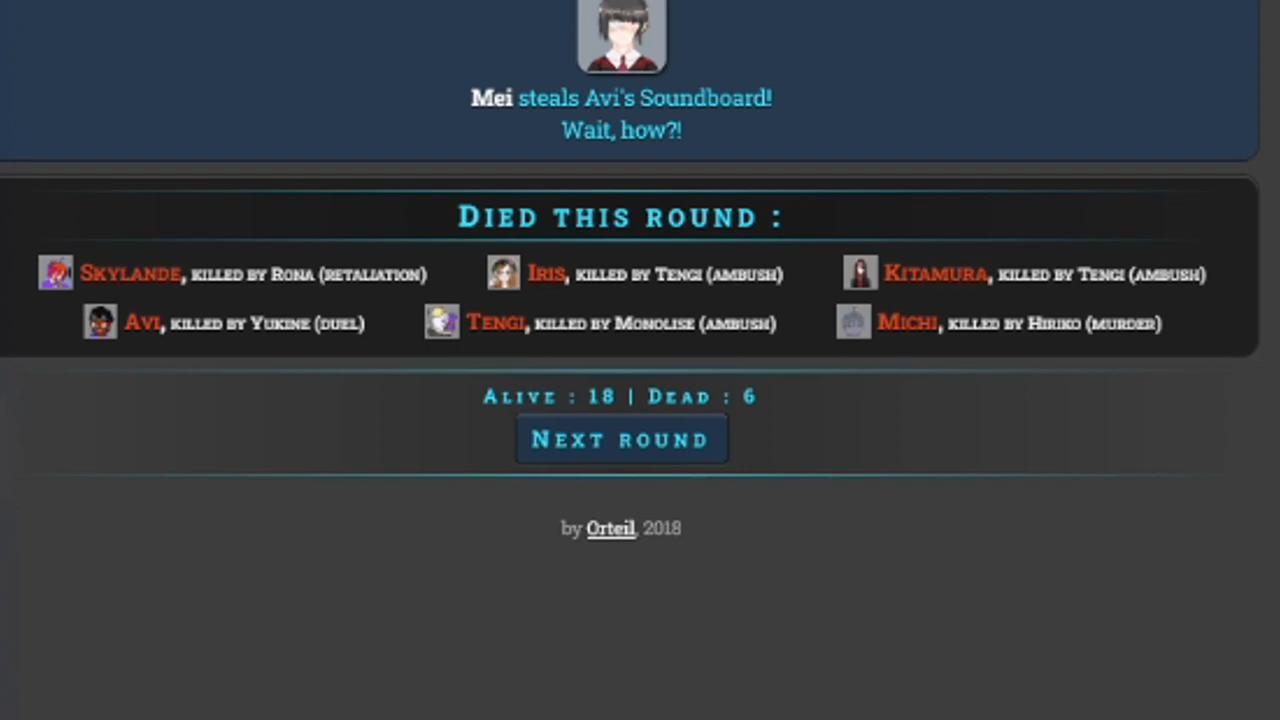 Mei steals Avi's Soundboard!
Wait, how?!
Died this round :
Skylande, killed by Rona (retaliation) Iris, killed by Tengi (ambush) Kitamura, killed by Tengi (ambush)
Avi, killed by Yukine (duel) Tengi, killed by Monolise (ambush) Michi, killed by Hiriko (murder)
Alive : 18 | Dead : 6
Next round
by Orteil, 2018